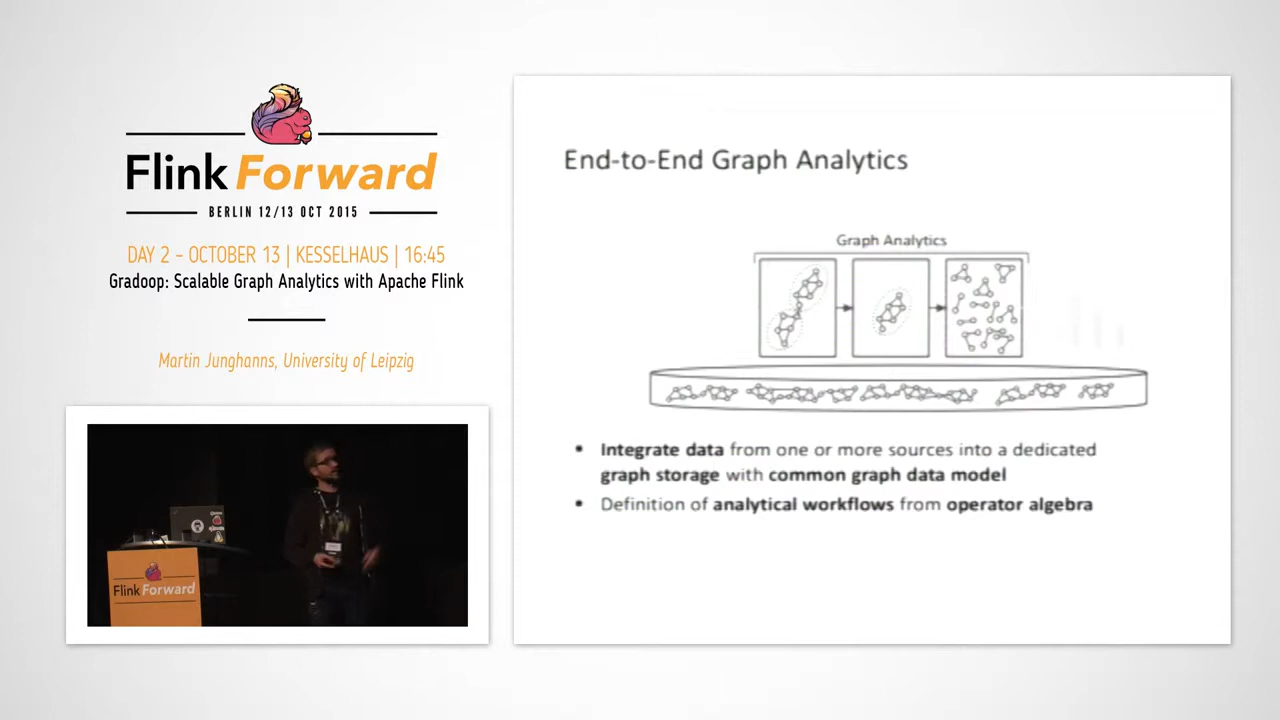 Flink Forward
BERLIN 12/13 OCT 2015
DAY 2 – OCTOBER 13 | KESSELHAUS | 16:45
Gradoop: Scalable Graph Analytics with Apache Flink
Martin Junghanns, University of Leipzig
Flink Forward
End-to-End Graph Analytics
Graph Analytics
• Integrate data from one or more sources into a dedicated
graph storage with common graph data model
• Definition of analytical workflows from operator algebra